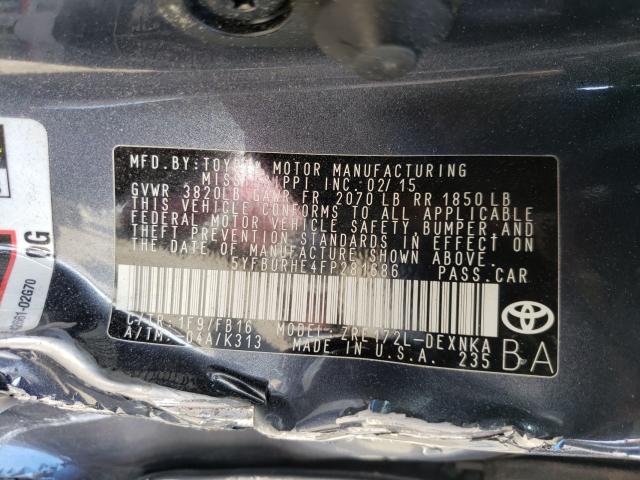 MFD.BY:TOYOTA MOTOR MANUFACTURING
MISSISSIPPI INC. 02/15
GVWR 3820LB GAWR FR 2070 LB RR 1850 LB
THIS VEHICLE CONFORMS TO ALL APPLICABLE
FEDERAL MOTOR VEHICLE SAFETY, BUMPER AND
THEFT PREVENTION STANDARDS IN EFFECT ON
THE DATE OF MANUFACTURE SHOWN ABOVE.
5YFBURHE4FP281686 PASS.CAR
C/TR: 1F9/FB16 MODEL: ZRE172L-DEXNKA
A/TM: -04A/K313 MADE IN U.S.A. 235
BA
-02G70